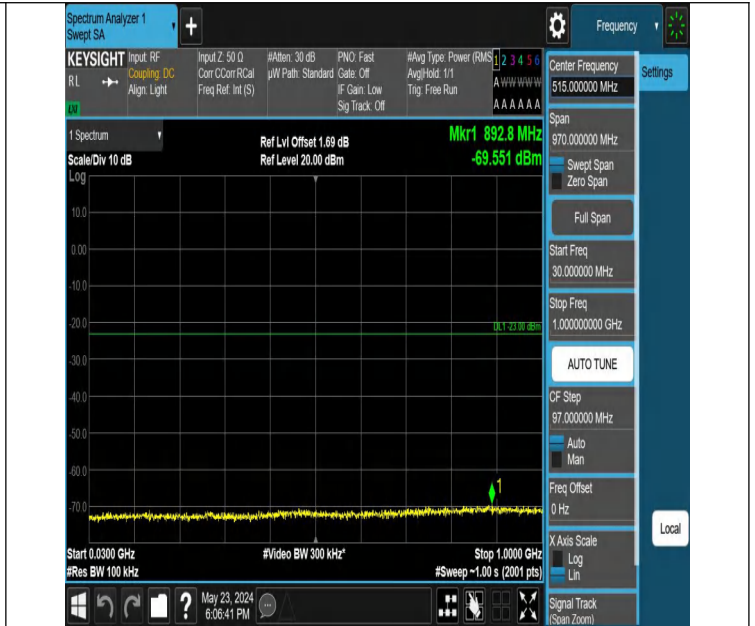 Spectrum Analyzer 1
Swept SA
+
Frequency
KEYSIGHT
RL
LXI
Input: RF
Coupling: DC
Align: Light
Input Z: 50 Ω
Corr CCorr RCal
Freq Ref: Int (S)
#Atten: 30 dB
µW Path: Standard
PNO: Fast
Gate: Off
IF Gain: Low
Sig Track: Off
#Avg Type: Power (RMS
Avg|Hold: 1/1
Trig: Free Run
1 2 3 4 5 6
A W W W W W
A A A A A A
1 Spectrum
Scale/Div 10 dB
Log
Ref Lvl Offset 1.69 dB
Ref Level 20.00 dBm
Mkr1 892.8 MHz
-69.551 dBm
10.0
0.00
-10.0
-20.0
-30.0
-40.0
-50.0
-60.0
-70.0
DL1 -23.00 dBm
1
Start 0.0300 GHz
#Res BW 100 kHz
#Video BW 300 kHz*
Stop 1.0000 GHz
#Sweep ~1.00 s (2001 pts)
Center Frequency
515.000000 MHz
Settings
Span
970.000000 MHz
Swept Span
Zero Span
Full Span
Start Freq
30.000000 MHz
Stop Freq
1.000000000 GHz
AUTO TUNE
CF Step
97.000000 MHz
Auto
Man
Freq Offset
0 Hz
X Axis Scale
Log
Lin
Local
Signal Track
(Span Zoom)
?
May 23, 2024
6:06:41 PM